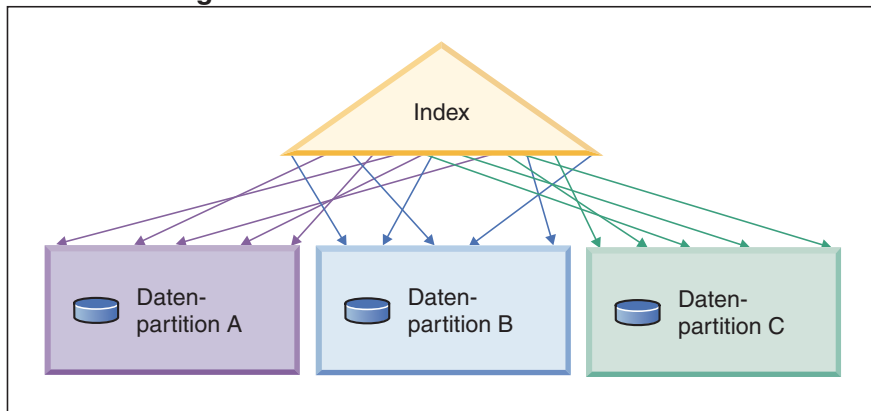 Index
Daten-
partition A
Daten-
partition B
Daten-
partition C